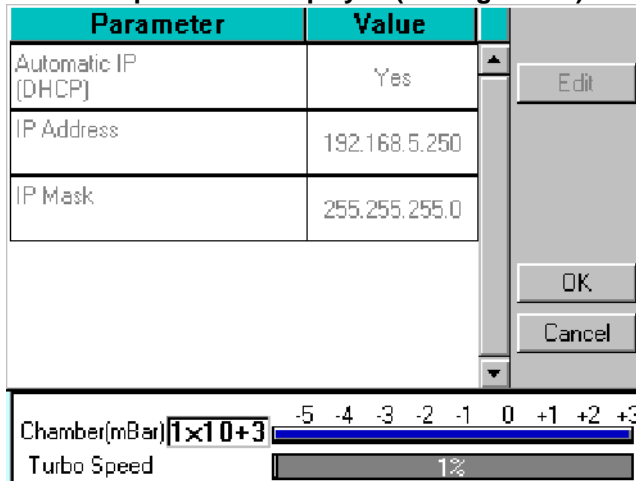 Parameter Value
Automatic IP
(DHCP) Yes Edit
IP Address
192.168.5.250
IP Mask
255.255.255.0
OK
Cancel
-5 -4 -3 -2 -1 0 +1 +2 +3
Chamber(mBar) 1x10+3
Turbo Speed 1%